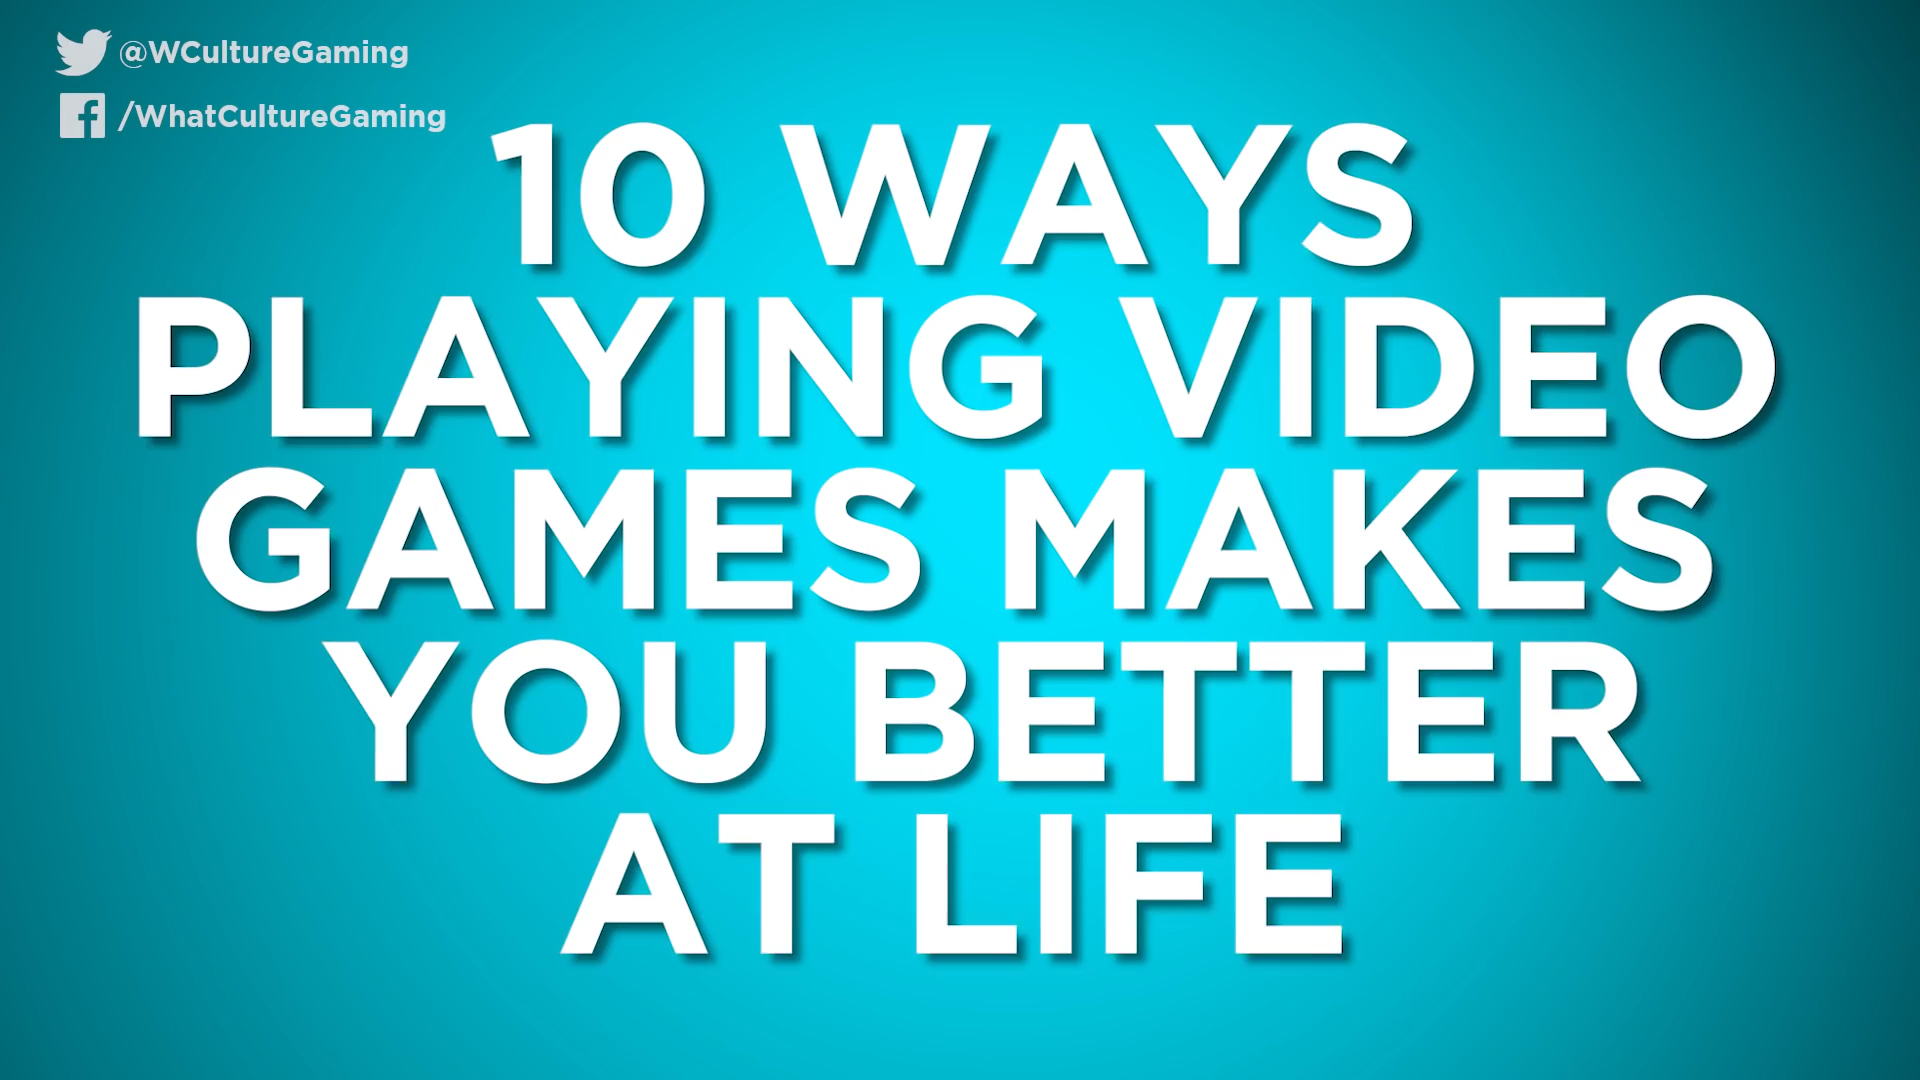 @WCultureGaming
/WhatCultureGaming
10 WAYS
PLAYING VIDEO
GAMES MAKES
YOU BETTER
AT LIFE